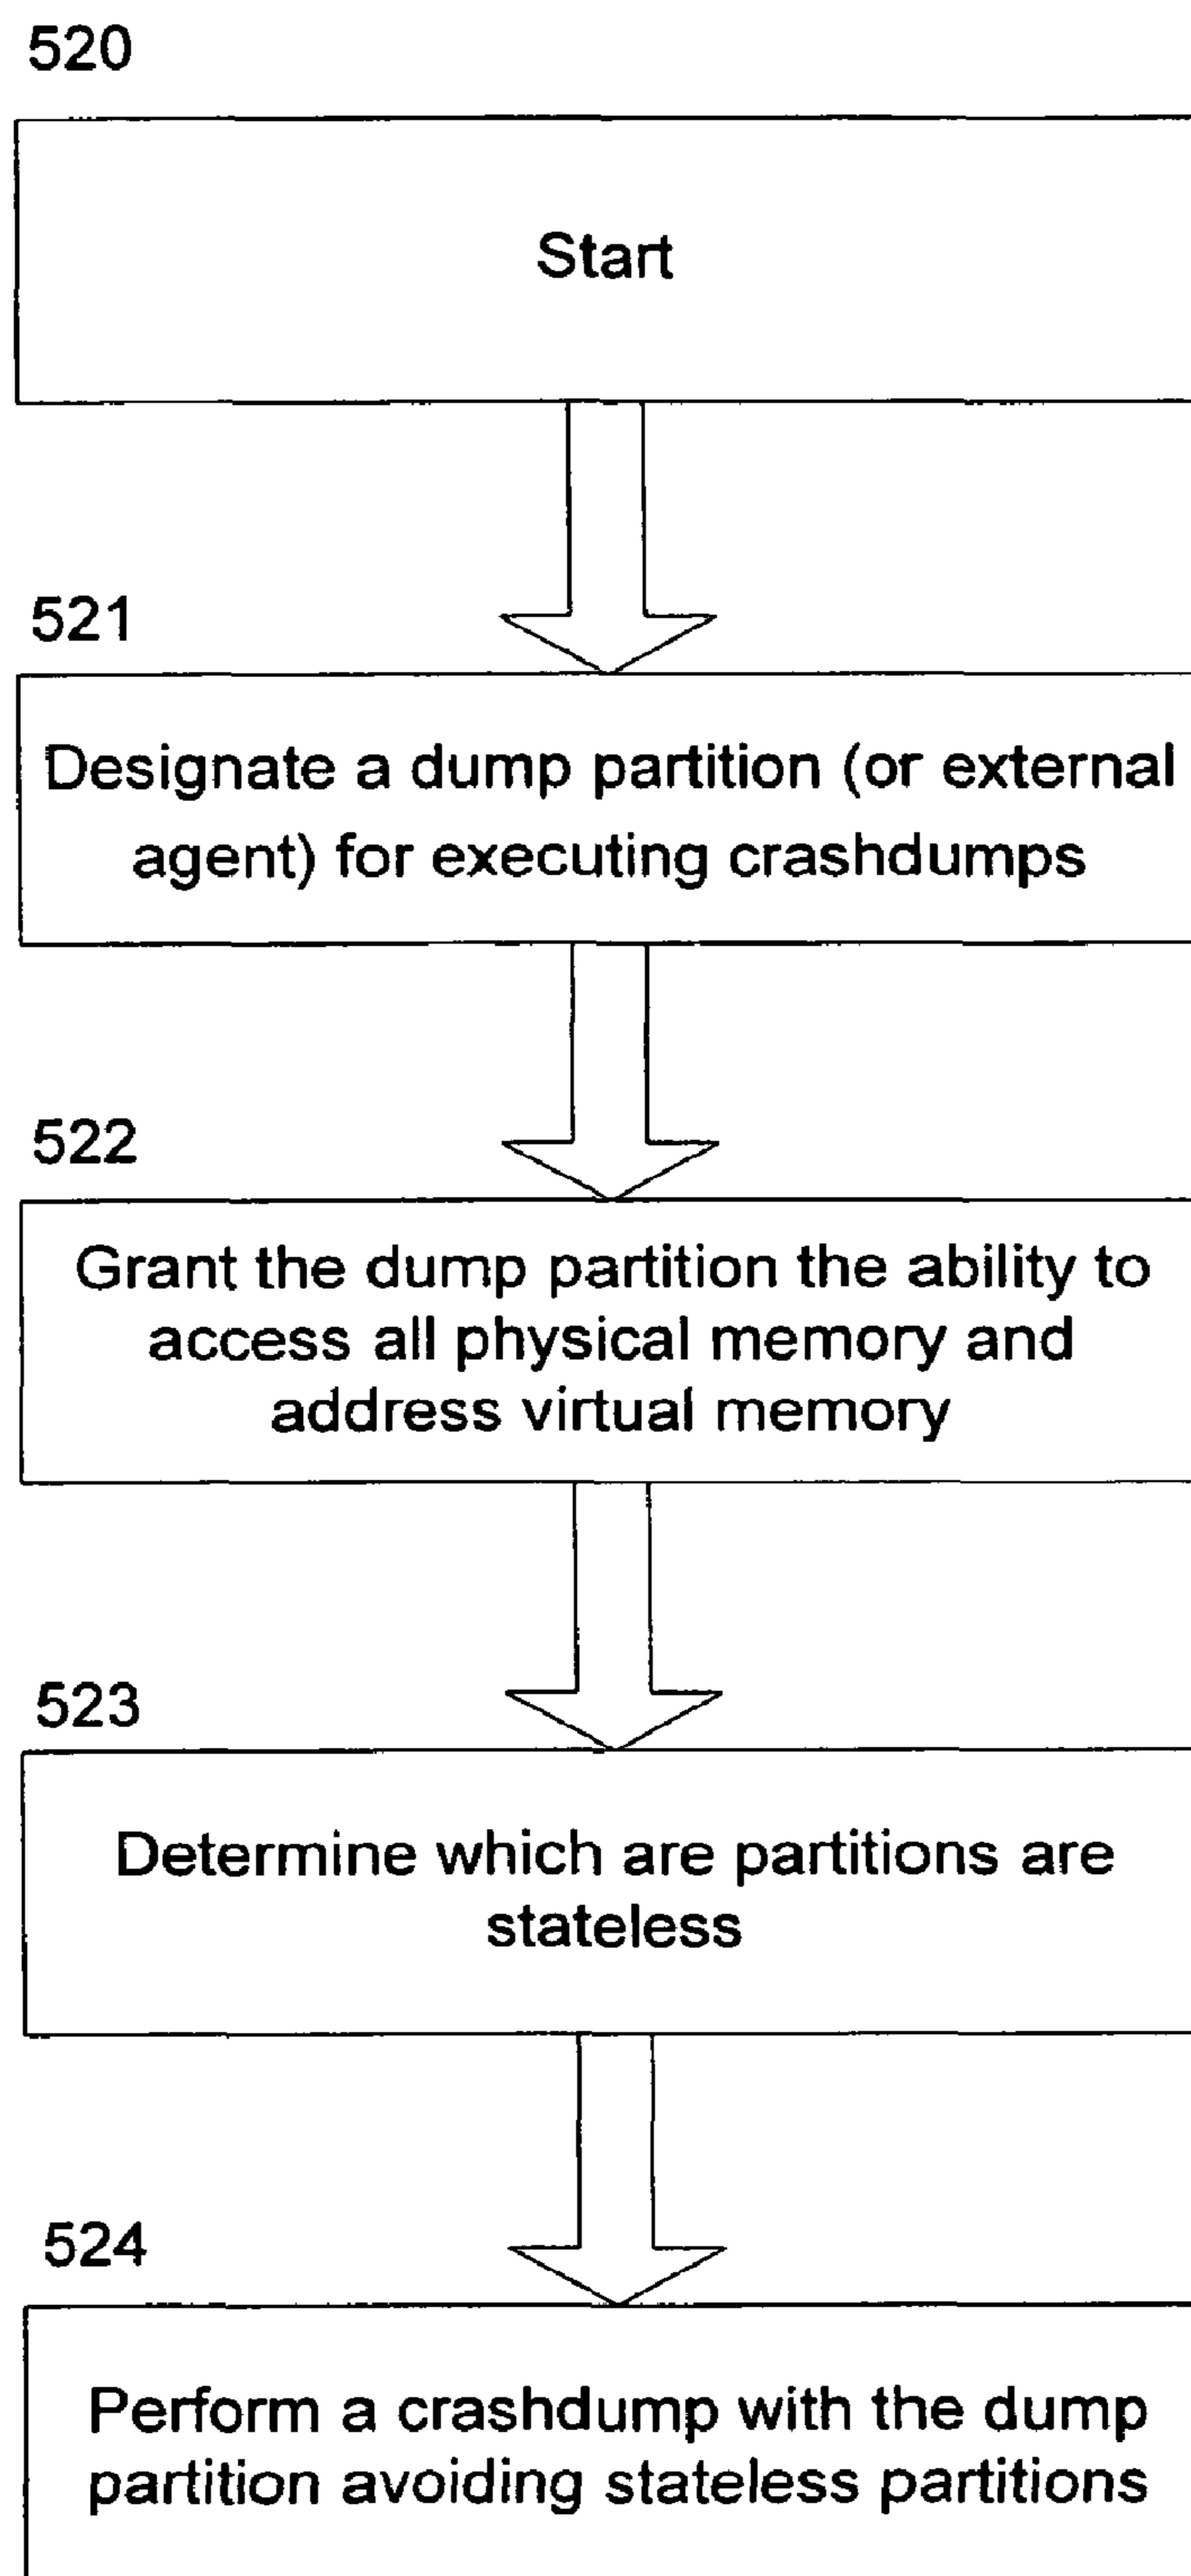 520
Start
521
Designate a dump partition (or external
agent) for executing crashdumps
522
Grant the dump partition the ability to
access all physical memory and
address virtual memory
523
Determine which are partitions are
stateless
524
Perform a crashdump with the dump
partition avoiding stateless partitions